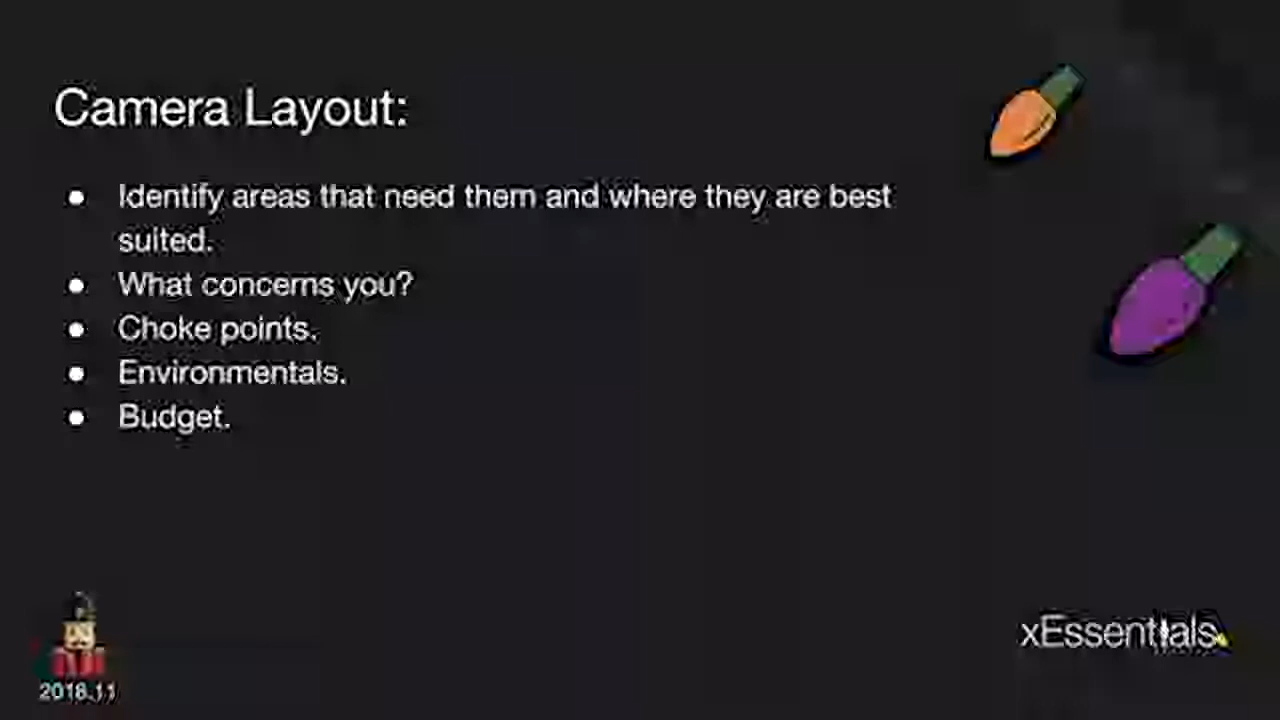 Camera Layout:
● Identify areas that need them and where they are best
suited.
● What concerns you?
● Choke points.
● Environmentals.
● Budget.
xEssentials
2018.11